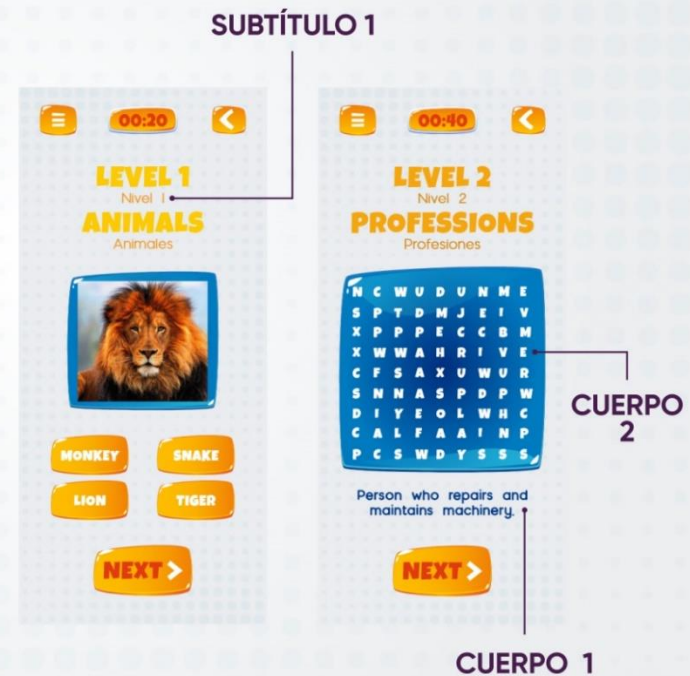 SUBTÍTULO 1
00:20
LEVEL 1
Nivel 1
ANIMALS
Animales
MONKEY SNAKE
LION TIGER
NEXT
00:40
LEVEL 2
Nivel 2
PROFESSIONS
Profesiones
N C W U D U N M E
S P T D M J E I V
X P P P E C C B M
X W W A H R I V E
C F S A X U W U R
S N N A S P D P W
D I Y E O L W H C
C A L F A A I N P
P C S W D Y S S S
Person who repairs and
maintains machinery.
NEXT
CUERPO
2
CUERPO 1